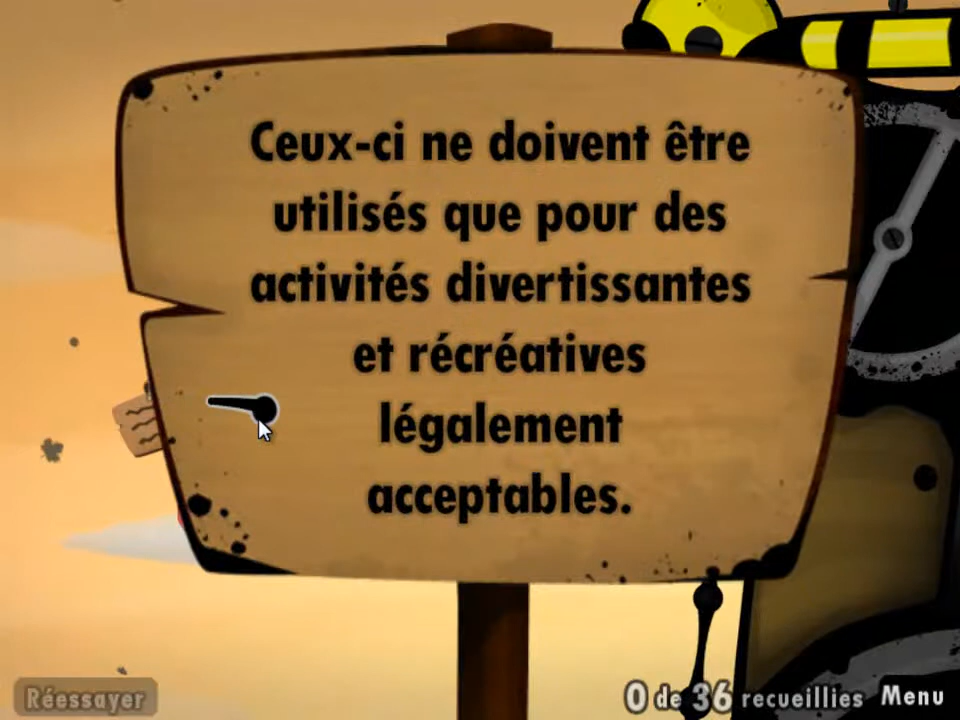 Ceux-ci ne doivent être
utilisés que pour des
activités divertissantes
et récréatives
légalement
acceptables.
Réessayer
0 de 36 recueillies Menu